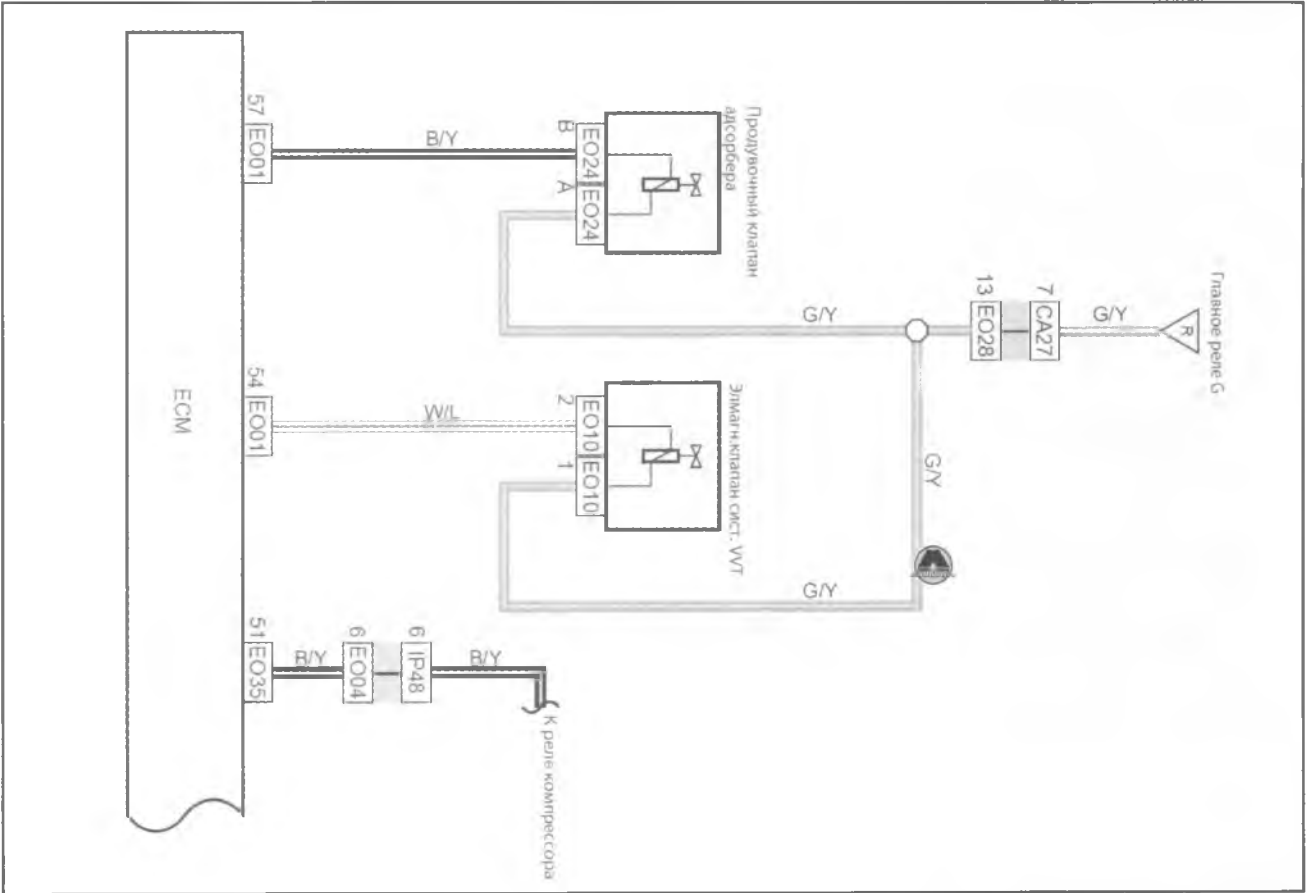 Главное реле G
R
G/Y
7 CA27
13 EO28
G/Y
G/Y
G/Y
Продувочный клапан
адсорбера
B EO24
A EO24
B/Y
57 EO01
Элмагн.клапан сист. VVT
2 EO10
1 EO10
W/L
54 EO01
ECM
К реле компрессора
B/Y
6 IP48
6 EO04
B/Y
51 EO35